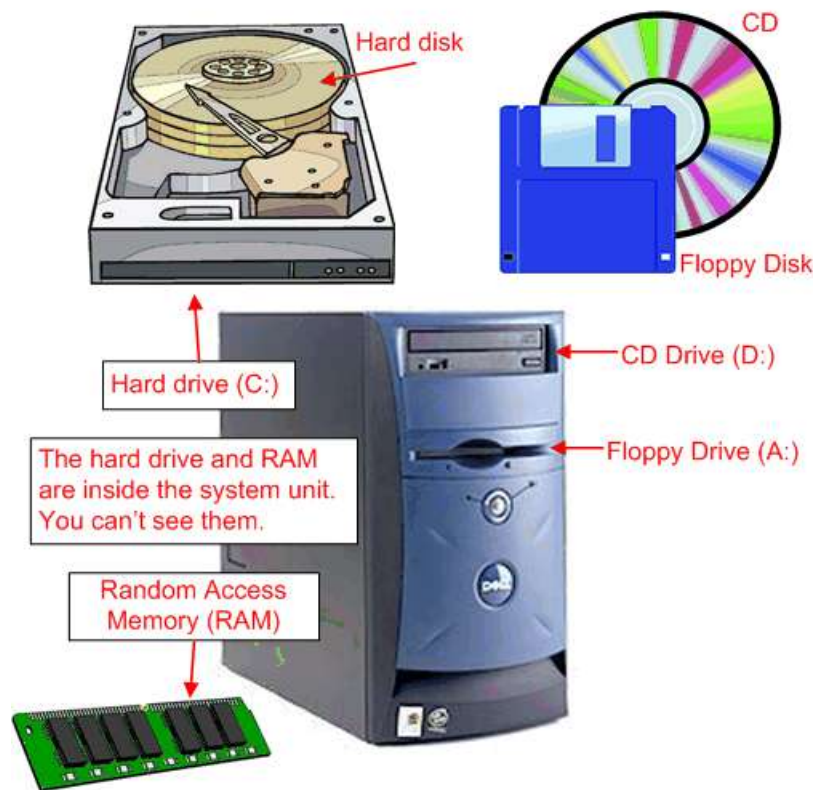 Hard disk
CD
Floppy Disk
Hard drive (C:)
CD Drive (D:)
The hard drive and RAM
are inside the system unit.
You can't see them.
Floppy Drive (A:)
Random Access
Memory (RAM)
DELL